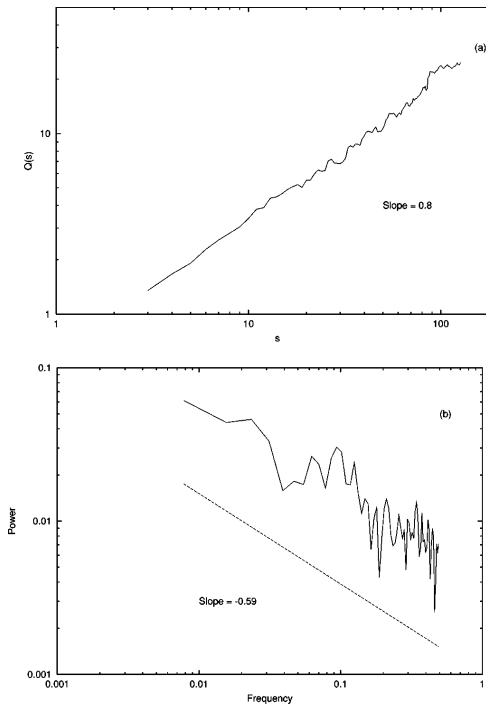 (a)
10
Q(s)
Slope = 0.8
1
1
10
100
s
0.1
(b)
0.01
Power
Slope = -0.59
0.001
0.001
0.01
0.1
1
Frequency